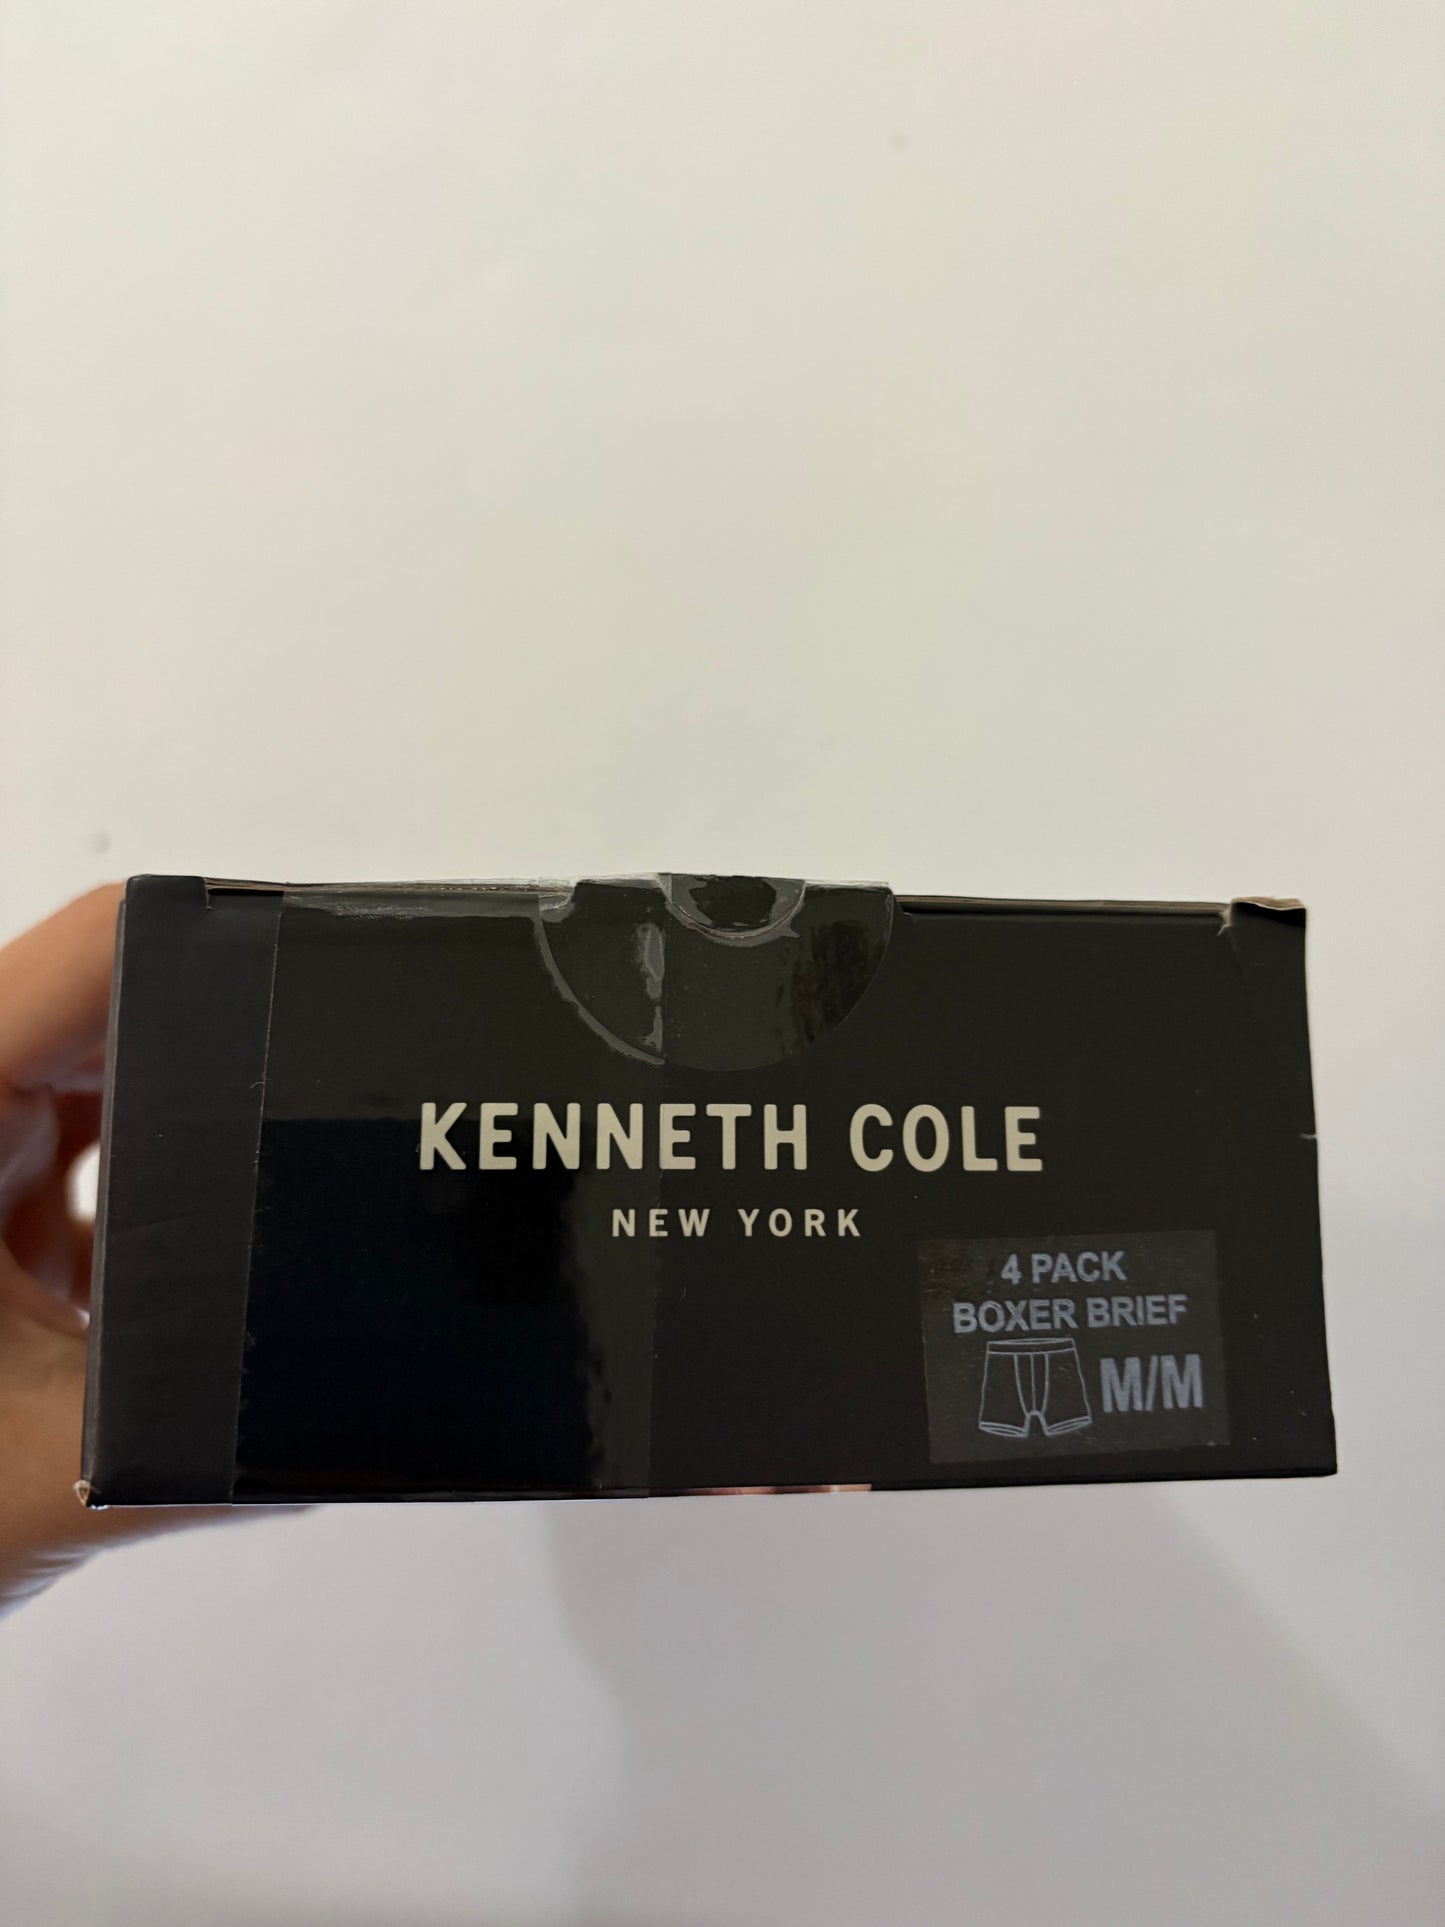 KENNETH COLE
NEW YORK
4 PACK
BOXER BRIEF
M/M